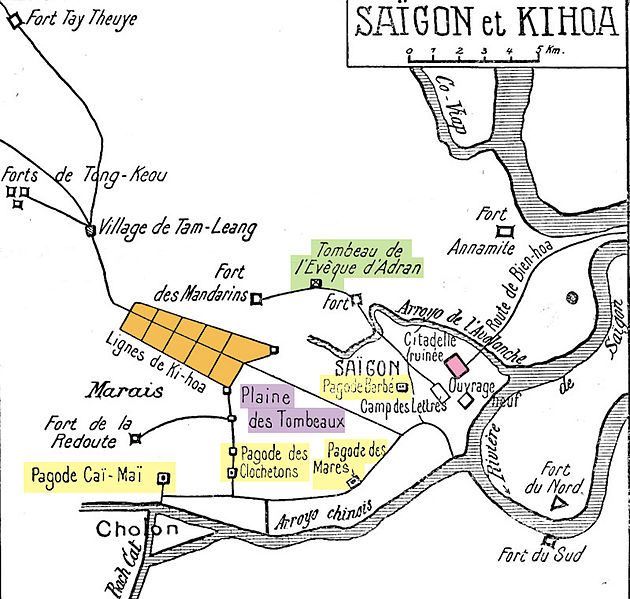 SAÏGON et KIHOA
0 1 2 3 4 5 Km.
Fort Tay Theuye
Co-Viap
Forts de Tong-Keou
Village de Tam-Leang
Fort
Annamite
Tombeau de
l'Evêque d'Adran
Fort
des Mandarins
Fort
Route de Bien-hoa
Arroyo de l'Avalanche
Citadelle
ruinée
Lignes de Ki-hoa
SAÏGON
Pagode Barbé
Ouvrage
neuf
Camp des Lettrés
Marais
Plaine
des Tombeaux
Rivière de Saïgon
Fort de la
Redoute
Pagode des
Clochetons
Pagode des
Mares
Pagode Caï-Maï
Fort
du Nord
Arroyo chinois
Cholon
Fort du Sud
Rach Cat